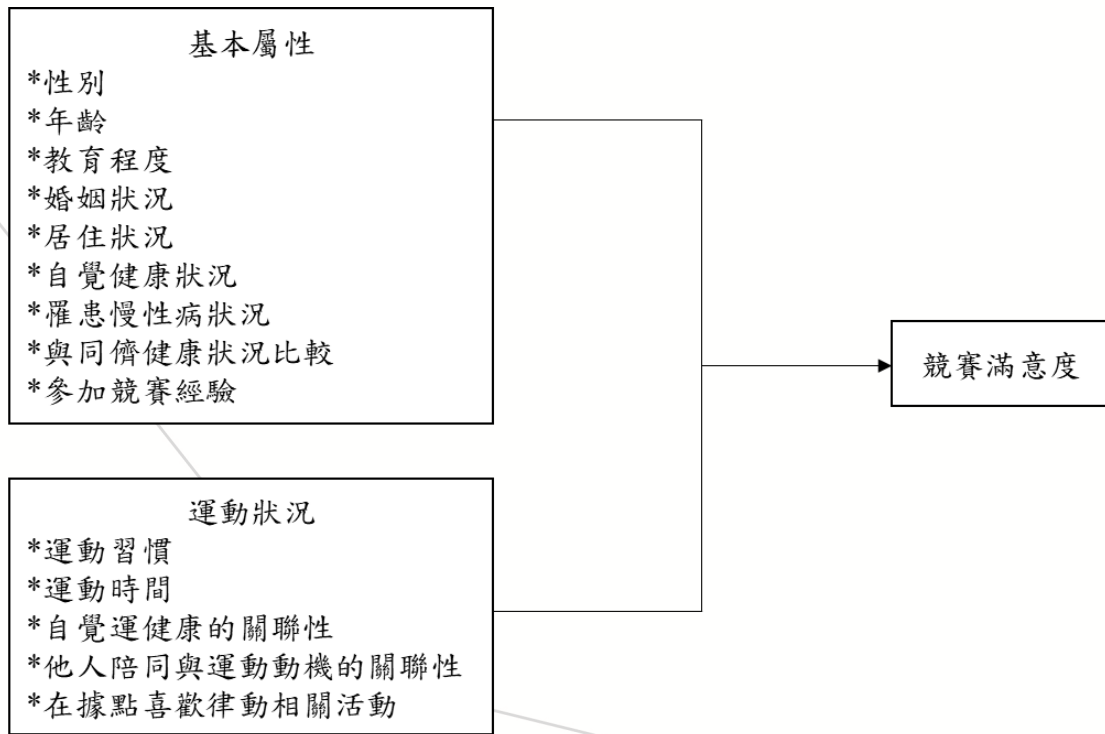 基本屬性
*性別
*年齡
*教育程度
*婚姻狀況
*居住狀況
*自覺健康狀況
*罹患慢性病狀況
*與同儕健康狀況比較
*參加競賽經驗
競賽滿意度
運動狀況
*運動習慣
*運動時間
*自覺運健康的關聯性
*他人陪同與運動動機的關聯性
*在據點喜歡律動相關活動